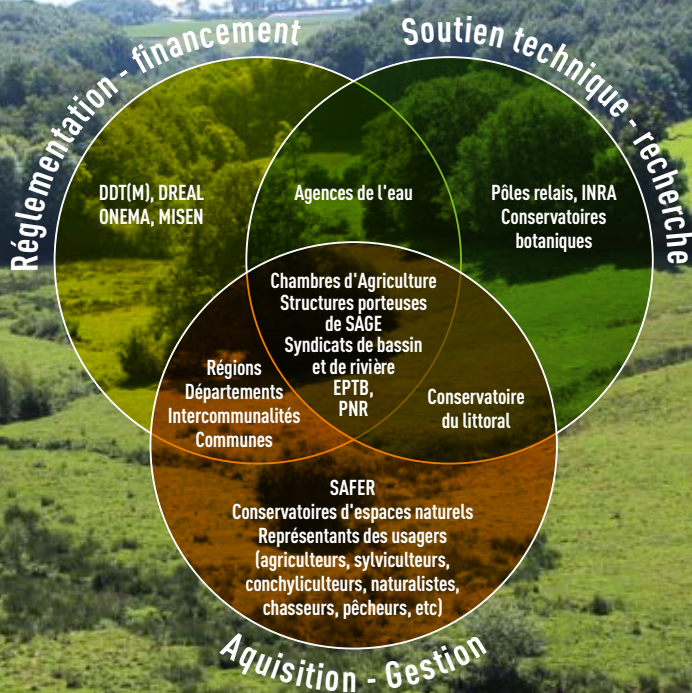 Réglementation - financement
Soutien technique - recherche
DDT(M), DREAL
ONEMA, MISEN
Agences de l'eau
Pôles relais, INRA
Conservatoires
botaniques
Chambres d'Agriculture
Structures porteuses
de SAGE
Syndicats de bassin
et de rivière
EPTB,
PNR
Régions
Départements
Intercommunalités
Communes
Conservatoire
du littoral
SAFER
Conservatoires d'espaces naturels
Représentants des usagers
(agriculteurs, sylviculteurs,
conchyliculteurs, naturalistes,
chasseurs, pêcheurs, etc)
Aquisition - Gestion